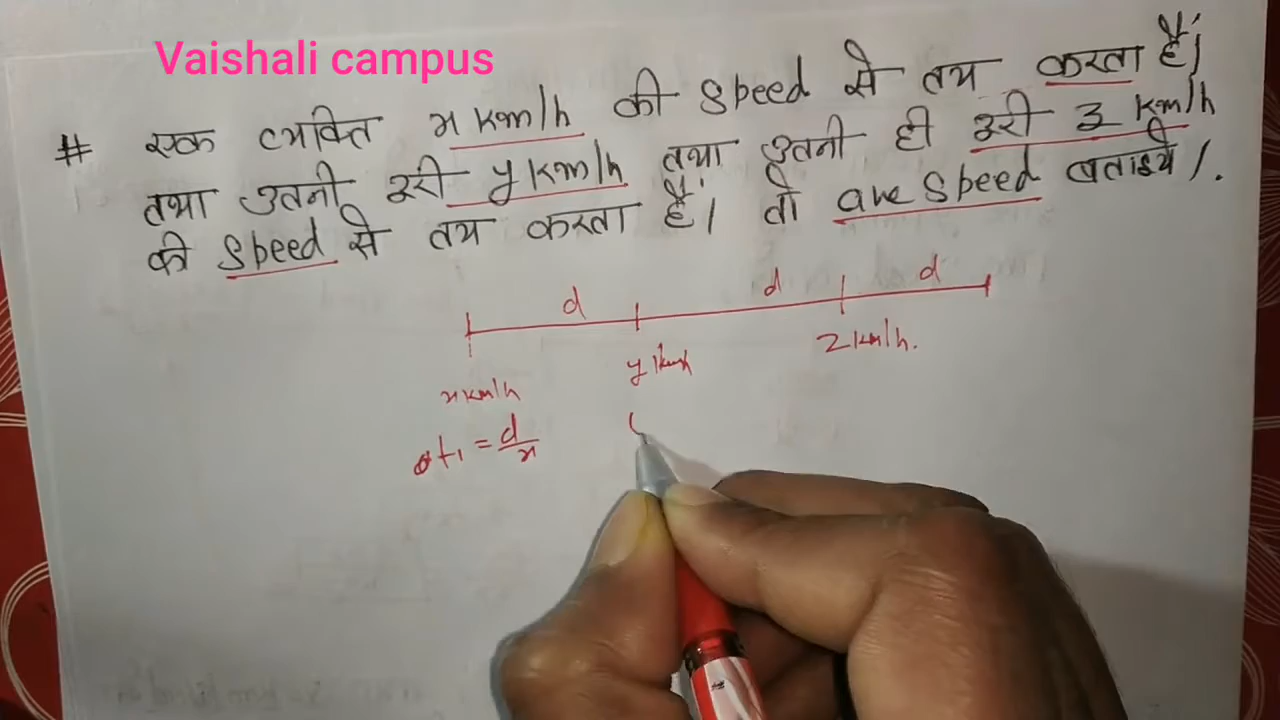 Vaishali campus
# एक व्यक्ति x km/h की speed से तय करता है।
तथा उतनी दूरी y km/h तथा उतनी ही दूरी z km/h
की speed से तय करता है। तो ave speed बताइये।
d d d
x km/h y km/h z km/h.
t₁ = d/x